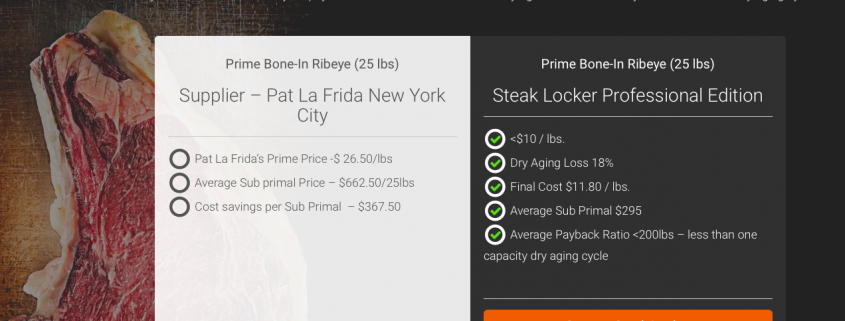 Prime Bone-In Ribeye (25 lbs)
Supplier – Pat La Frida New York
City
Pat La Frida's Prime Price -$ 26.50/lbs
Average Sub primal Price – $662.50/25lbs
Cost savings per Sub Primal – $367.50
Prime Bone-In Ribeye (25 lbs)
Steak Locker Professional Edition
<$10 / lbs.
Dry Aging Loss 18%
Final Cost $11.80 / lbs.
Average Sub Primal $295
Average Payback Ratio <200lbs – less than one
capacity dry aging cycle